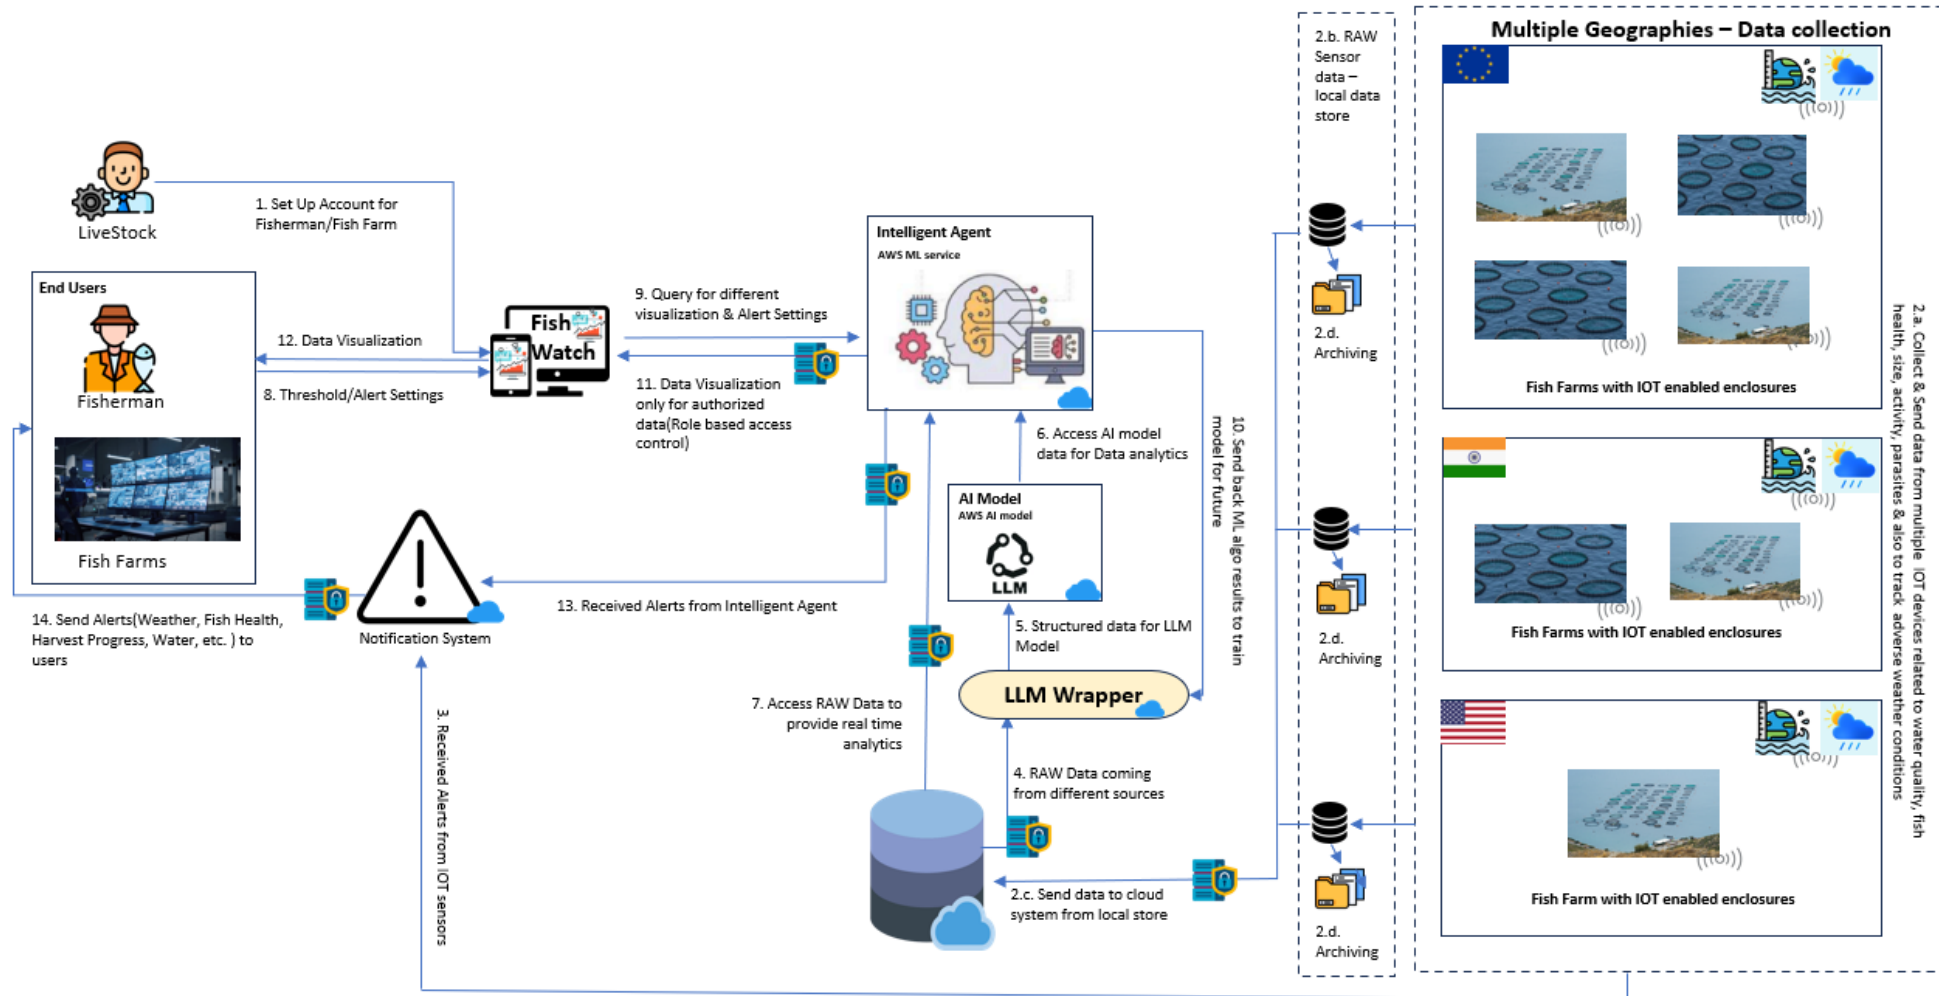 Multiple Geographies – Data collection
2.b. RAW
Sensor
data –
local data
store
LiveStock
1. Set Up Account for
Fisherman/Fish Farm
End Users
Fisherman
Fish Farms
12. Data Visualization
8. Threshold/Alert Settings
Fish
Watch
9. Query for different
visualization & Alert Settings
11. Data Visualization
only for authorized
data(Role based access
control)
Intelligent Agent
AWS ML service
6. Access AI model
data for Data analytics
10. Send back ML algo results to train
model for future
AI Model
AWS AI model
LLM
5. Structured data for LLM
Model
LLM Wrapper
13. Received Alerts from Intelligent Agent
Notification System
14. Send Alerts(Weather, Fish Health,
Harvest Progress, Water, etc. ) to
users
3. Received Alerts from IOT sensors
7. Access RAW Data to
provide real time
analytics
4. RAW Data coming
from different sources
2.c. Send data to cloud
system from local store
2.d.
Archiving
2.d.
Archiving
2.d.
Archiving
Fish Farms with IOT enabled enclosures
Fish Farms with IOT enabled enclosures
Fish Farm with IOT enabled enclosures
2.a. Collect & Send data from multiple IOT devices related to water quality, fish
health, size, activity, parasites & also to track adverse weather conditions